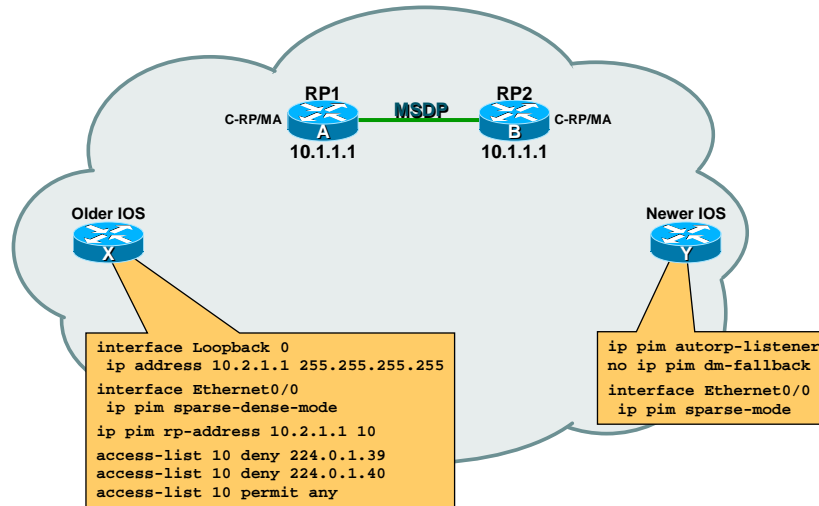 RP1
RP2
C-RP/MA
MSDP
C-RP/MA
A
B
10.1.1.1
10.1.1.1
Older IOS
Newer IOS
X
Y
interface Loopback 0
ip address 10.2.1.1 255.255.255.255
interface Ethernet0/0
ip pim sparse-dense-mode
ip pim rp-address 10.2.1.1 10
access-list 10 deny 224.0.1.39
access-list 10 deny 224.0.1.40
access-list 10 permit any
ip pim autorp-listener
no ip pim dm-fallback
interface Ethernet0/0
ip pim sparse-mode